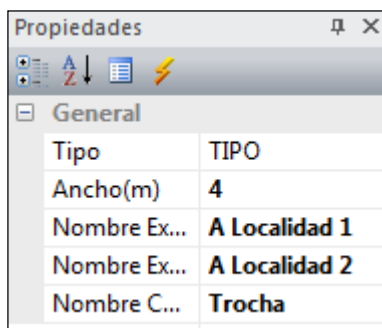 Propiedades
General
Tipo TIPO
Ancho(m) 4
Nombre Ex... A Localidad 1
Nombre Ex... A Localidad 2
Nombre C... Trocha